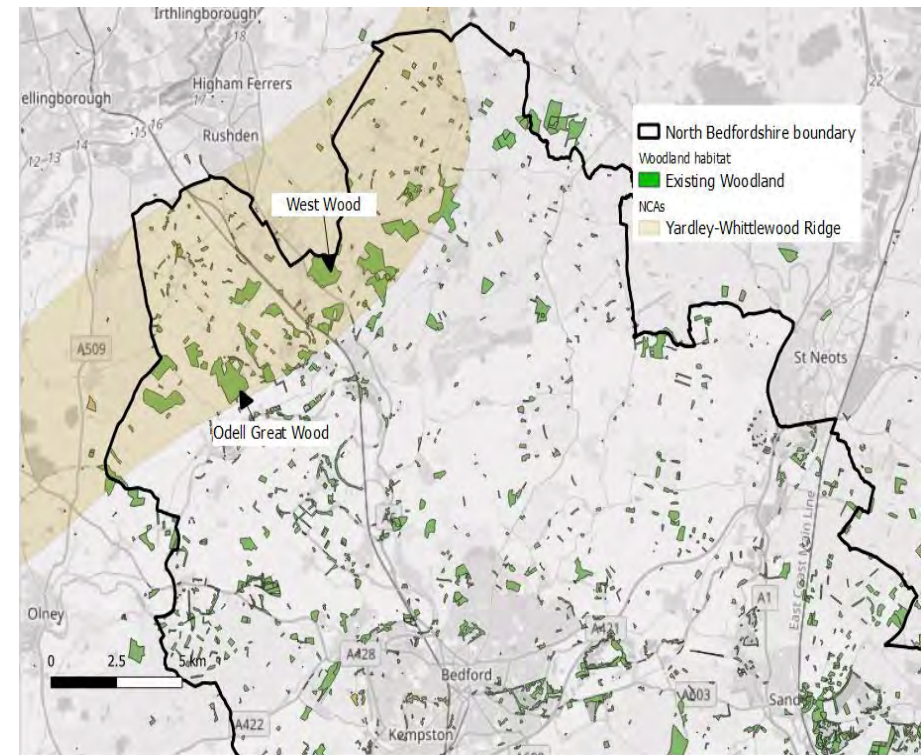 Irthlingborough
18
Higham Ferrers
ellingborough
17
16
15
Rushden
14
13
12
22
North Bedfordshire boundary
Woodland habitat
Existing Woodland
NCAs
Yardley-Whittlewood Ridge
West Wood
A509
St Neots
Odell Great Wood
East Coast Main Line
Olney
A1
0 2.5 5 km
A428
A421
Bedford
A603
Sand
A422
Kempston